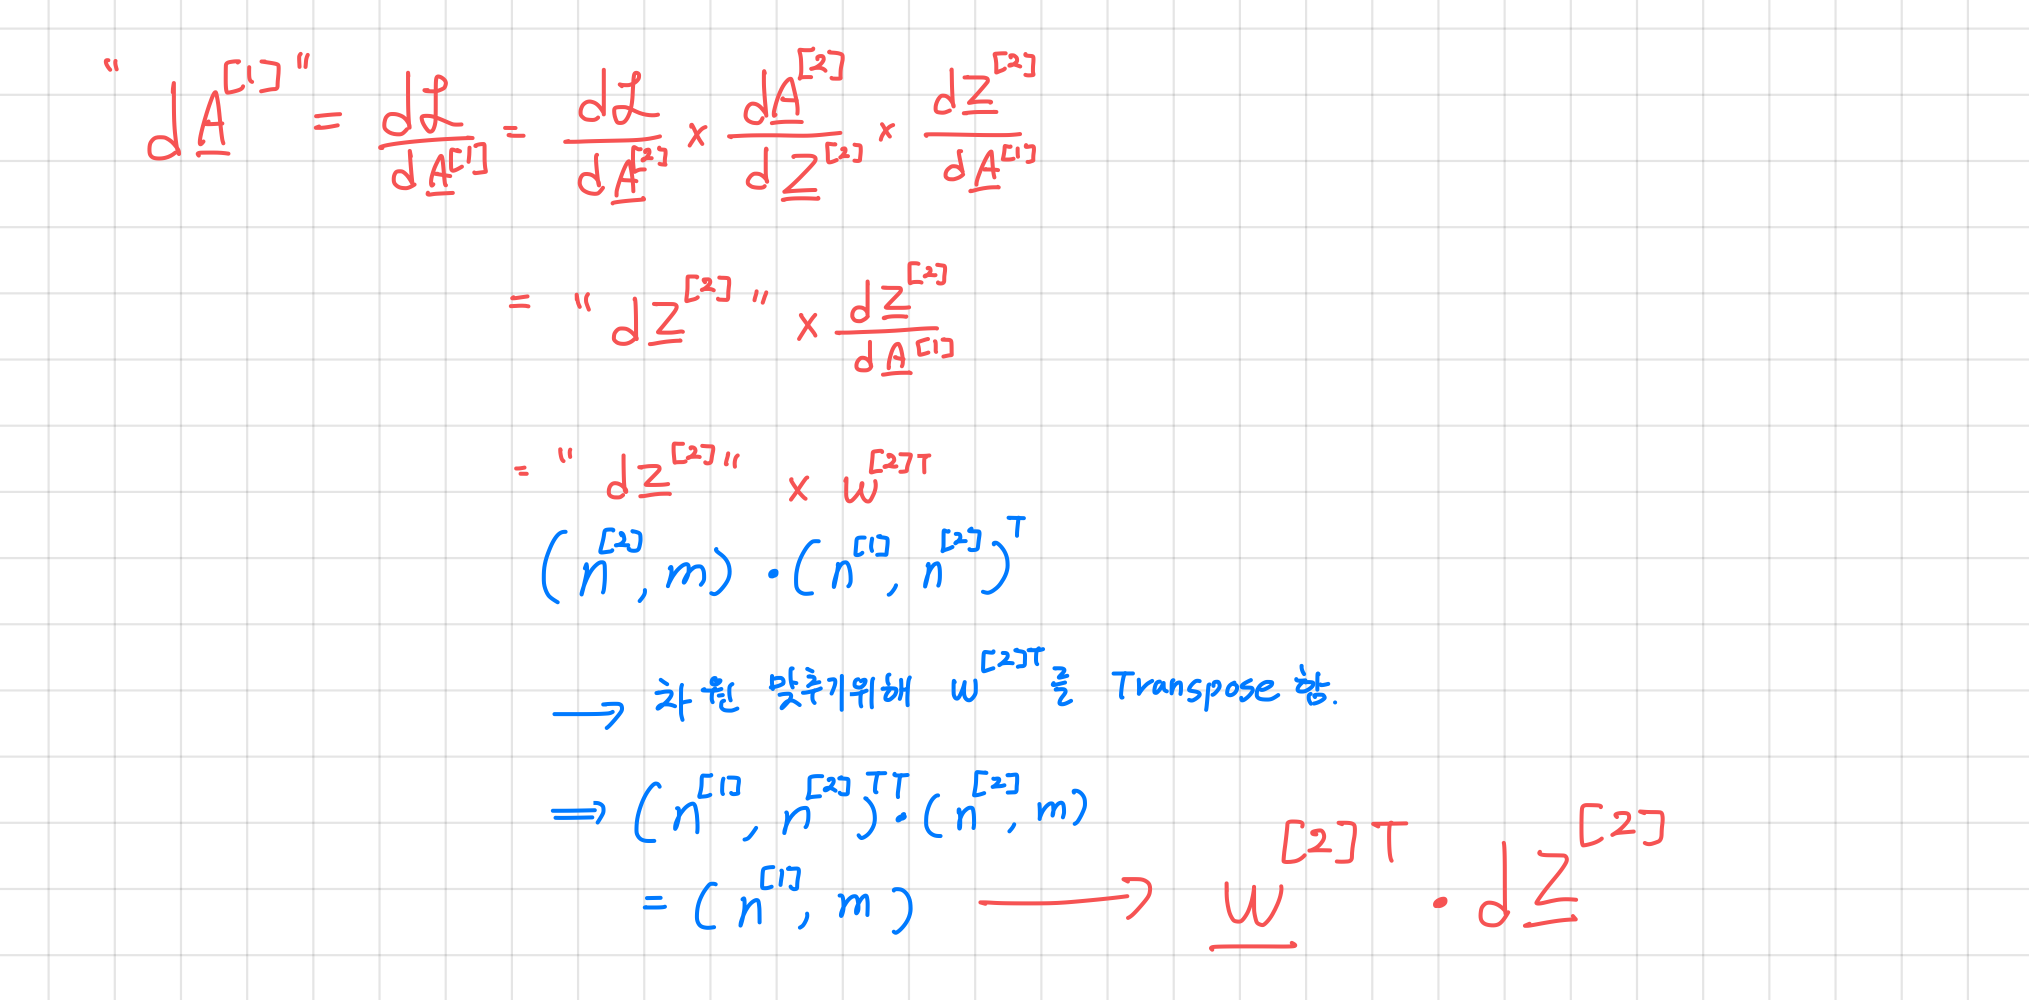 "dA^[1]" = dℒ/dA^[1] = dℒ/dA^[2] × dA^[2]/dZ^[2] × dZ^[2]/dA^[1]
= "dZ^[2]" × dZ^[2]/dA^[1]
= "dZ^[2]" × W^[2]T
(n^[2], m) · (n^[1], n^[2])^T
→ 차원 맞추기위해 W^[2]T를 Transpose 함.
⇒ (n^[1], n^[2])^TT · (n^[2], m)
= (n^[1], m) → W^[2]T · dZ^[2]